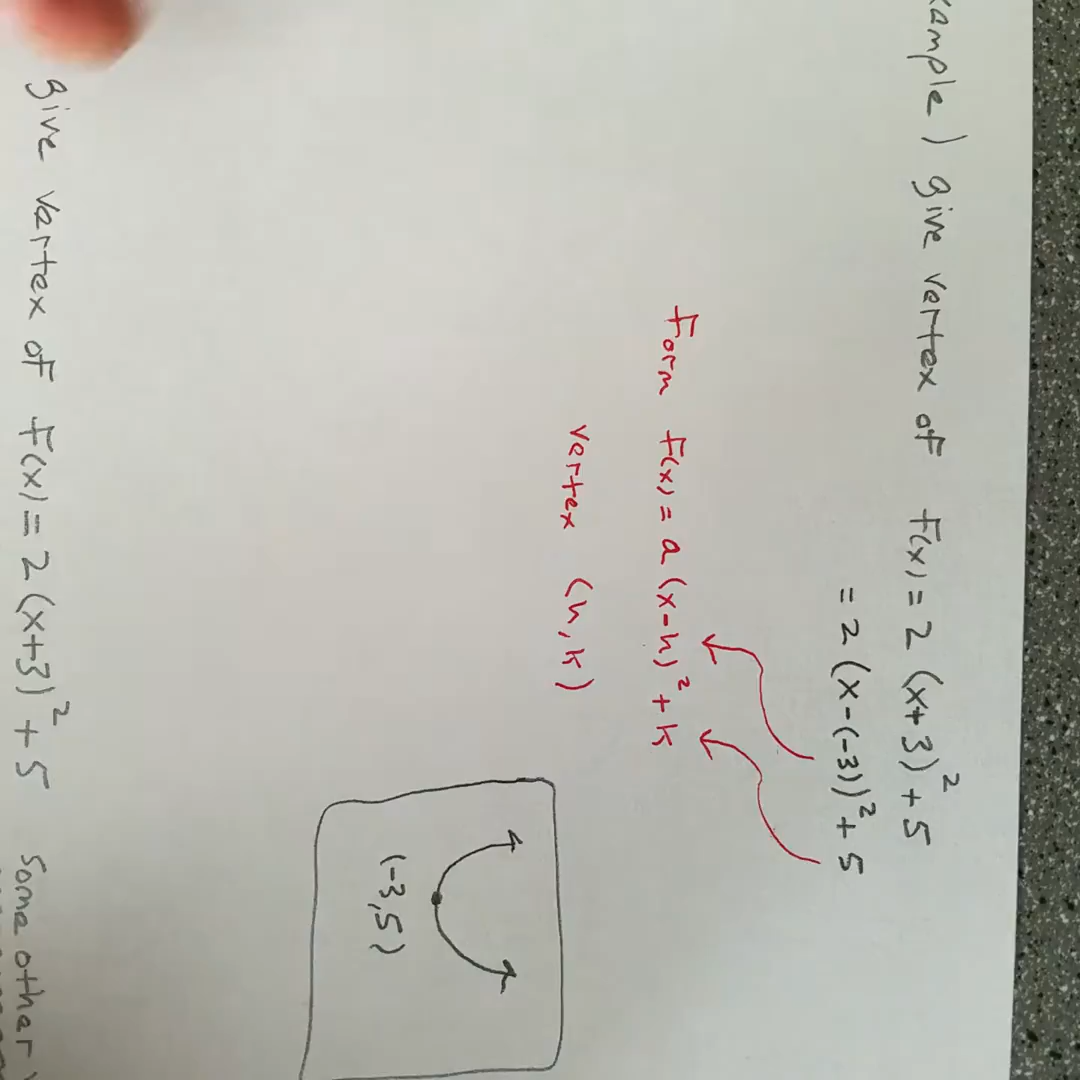 give vertex of f(x) = 2 (x+3)² + 5
= 2 (x-(-3))² + 5
Form f(x) = a (x-h)² + k
vertex (h, k)
(-3, 5)
give vertex of f(x) = 2 (x+3)² + 5 some other